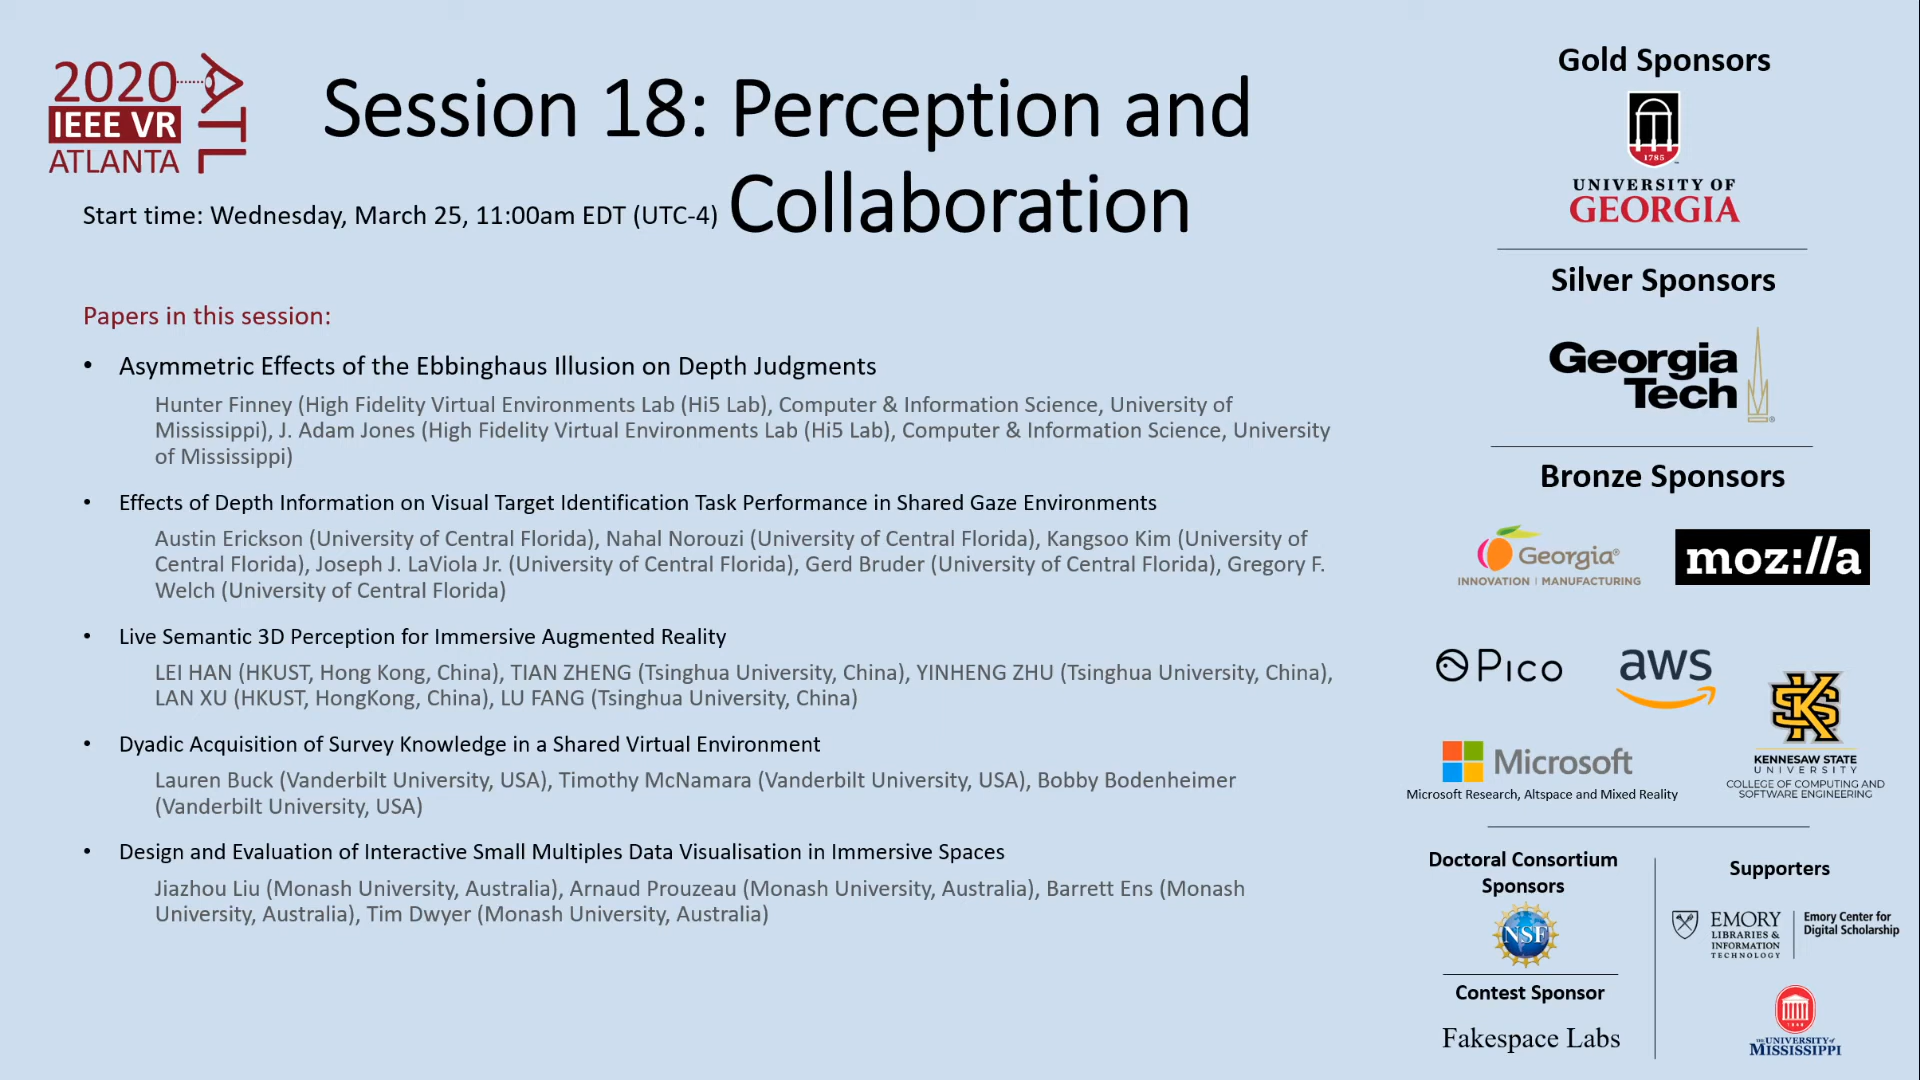 2020
IEEE VR
ATLANTA
ATL
Session 18: Perception and
Collaboration
Start time: Wednesday, March 25, 11:00am EDT (UTC-4)
Papers in this session:
• Asymmetric Effects of the Ebbinghaus Illusion on Depth Judgments
Hunter Finney (High Fidelity Virtual Environments Lab (Hi5 Lab), Computer & Information Science, University of
Mississippi), J. Adam Jones (High Fidelity Virtual Environments Lab (Hi5 Lab), Computer & Information Science, University
of Mississippi)
• Effects of Depth Information on Visual Target Identification Task Performance in Shared Gaze Environments
Austin Erickson (University of Central Florida), Nahal Norouzi (University of Central Florida), Kangsoo Kim (University of
Central Florida), Joseph J. LaViola Jr. (University of Central Florida), Gerd Bruder (University of Central Florida), Gregory F.
Welch (University of Central Florida)
• Live Semantic 3D Perception for Immersive Augmented Reality
LEI HAN (HKUST, Hong Kong, China), TIAN ZHENG (Tsinghua University, China), YINHENG ZHU (Tsinghua University, China),
LAN XU (HKUST, HongKong, China), LU FANG (Tsinghua University, China)
• Dyadic Acquisition of Survey Knowledge in a Shared Virtual Environment
Lauren Buck (Vanderbilt University, USA), Timothy McNamara (Vanderbilt University, USA), Bobby Bodenheimer
(Vanderbilt University, USA)
• Design and Evaluation of Interactive Small Multiples Data Visualisation in Immersive Spaces
Jiazhou Liu (Monash University, Australia), Arnaud Prouzeau (Monash University, Australia), Barrett Ens (Monash
University, Australia), Tim Dwyer (Monash University, Australia)
Gold Sponsors
1785
UNIVERSITY OF
GEORGIA
Silver Sponsors
Georgia
Tech
Bronze Sponsors
Georgia®
INNOVATION | MANUFACTURING
moz://a
Pico
aws
KS
KENNESAW STATE
UNIVERSITY
COLLEGE OF COMPUTING AND
SOFTWARE ENGINEERING
Microsoft
Microsoft Research, Altspace and Mixed Reality
Doctoral Consortium
Sponsors
NSF
Contest Sponsor
Fakespace Labs
Supporters
EMORY
LIBRARIES &
INFORMATION
TECHNOLOGY
Emory Center for
Digital Scholarship
THE UNIVERSITY of
MISSISSIPPI